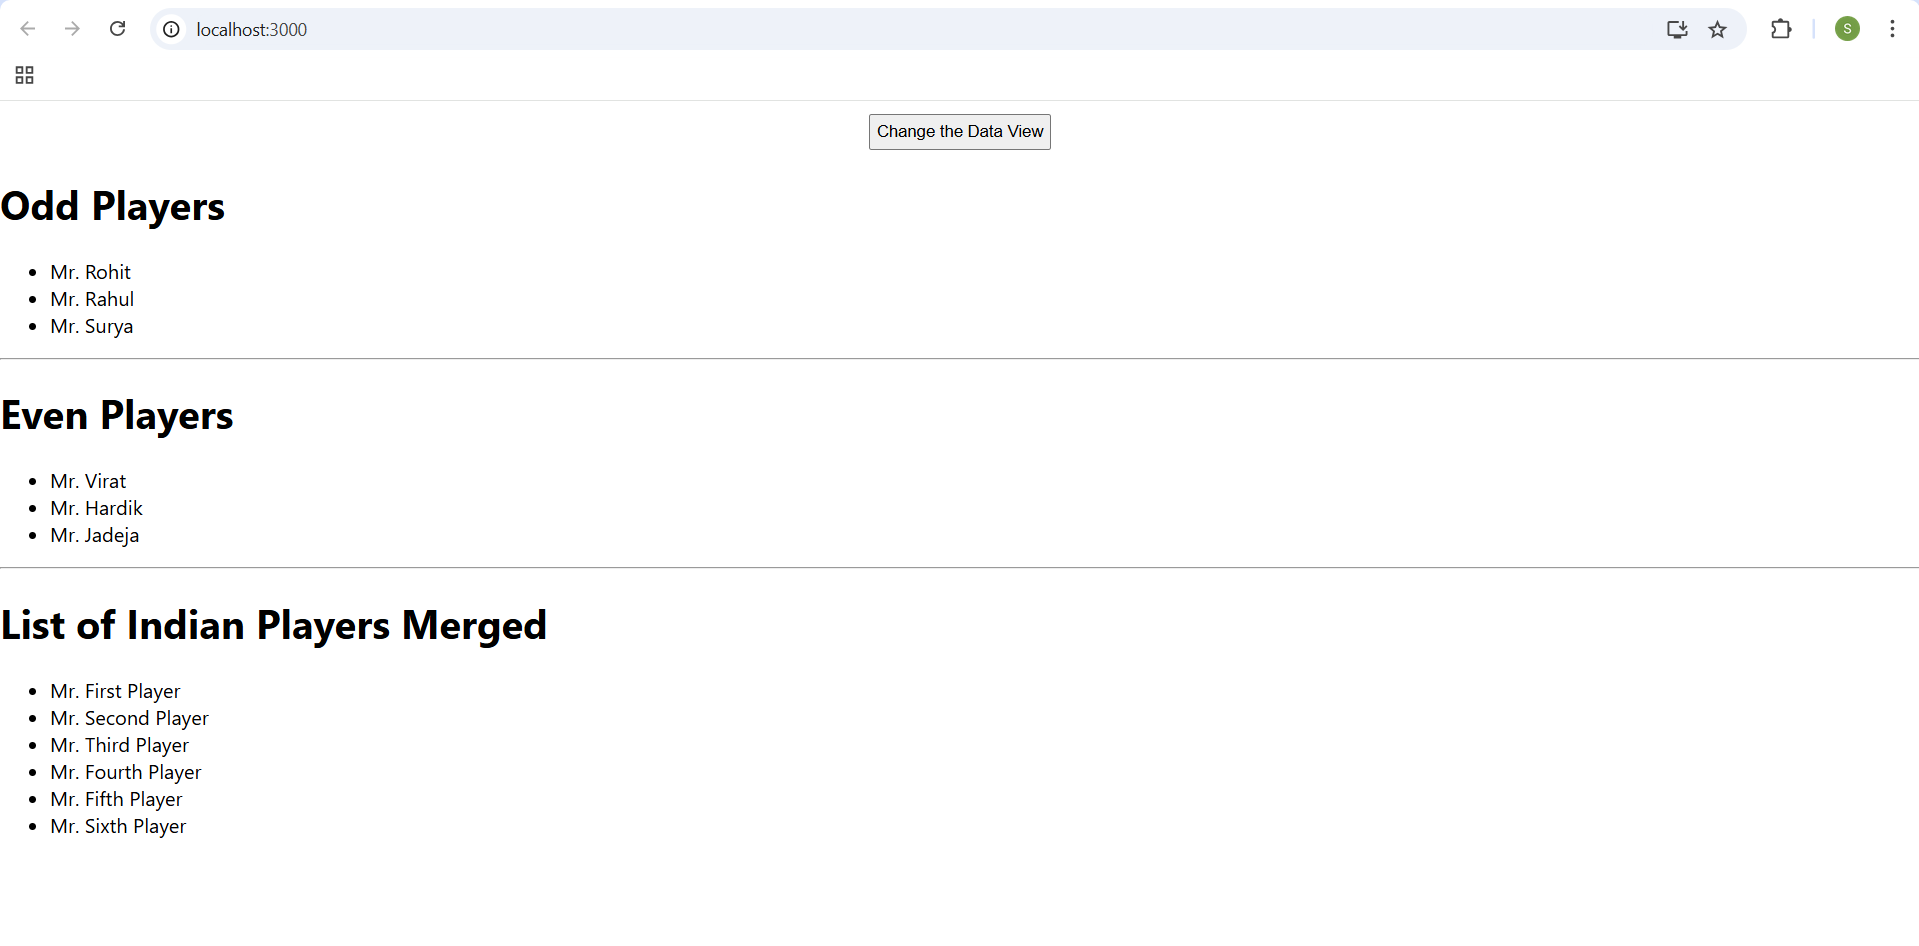 localhost:3000
S
Change the Data View
Odd Players
Mr. Rohit
Mr. Rahul
Mr. Surya
Even Players
Mr. Virat
Mr. Hardik
Mr. Jadeja
List of Indian Players Merged
Mr. First Player
Mr. Second Player
Mr. Third Player
Mr. Fourth Player
Mr. Fifth Player
Mr. Sixth Player